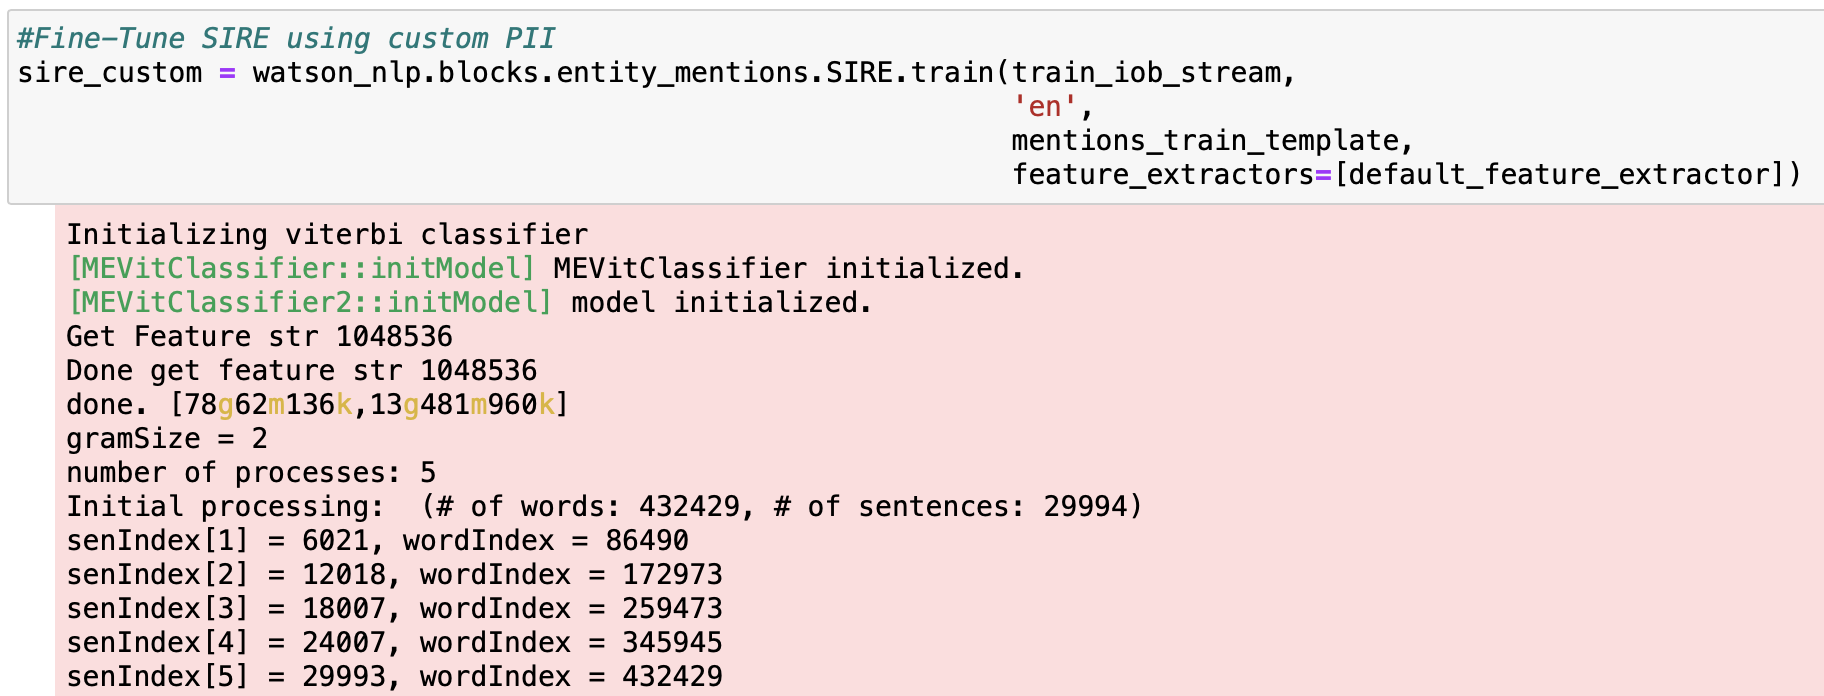 #Fine-Tune SIRE using custom PII
sire_custom = watson_nlp.blocks.entity_mentions.SIRE.train(train_iob_stream,
'en',
mentions_train_template,
feature_extractors=[default_feature_extractor])
Initializing viterbi classifier
[MEVitClassifier::initModel] MEVitClassifier initialized.
[MEVitClassifier2::initModel] model initialized.
Get Feature str 1048536
Done get feature str 1048536
done. [78g62m136k,13g481m960k]
gramSize = 2
number of processes: 5
Initial processing:  (# of words: 432429, # of sentences: 29994)
senIndex[1] = 6021, wordIndex = 86490
senIndex[2] = 12018, wordIndex = 172973
senIndex[3] = 18007, wordIndex = 259473
senIndex[4] = 24007, wordIndex = 345945
senIndex[5] = 29993, wordIndex = 432429